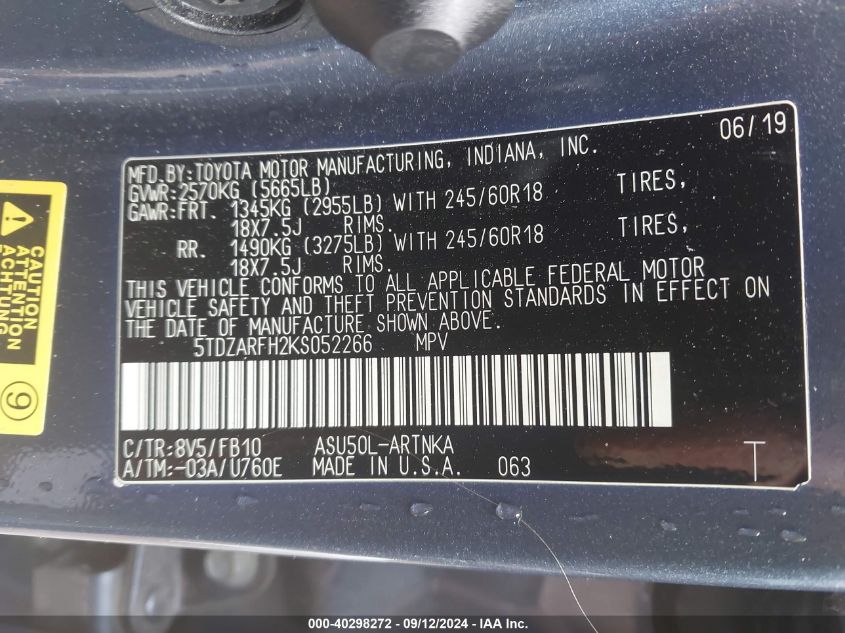 06/19
MFD.BY:TOYOTA MOTOR MANUFACTURING, INDIANA, INC.
GVWR:2570KG (5665LB)
GAWR:FRT. 1345KG (2955LB) WITH 245/60R18 TIRES,
18X7.5J RIMS.
RR. 1490KG (3275LB) WITH 245/60R18 TIRES,
18X7.5J RIMS.
THIS VEHICLE CONFORMS TO ALL APPLICABLE FEDERAL MOTOR
VEHICLE SAFETY AND THEFT PREVENTION STANDARDS IN EFFECT ON
THE DATE OF MANUFACTURE SHOWN ABOVE.
5TDZARFH2KS052266 MPV
C/TR:8V5/FB10 ASU50L-ARTNKA
A/TM:-03A/U760E MADE IN U.S.A. 063
T
CAUTION
ATTENTION
ACHTUNG
9
000-40298272 - 09/12/2024 - IAA Inc.